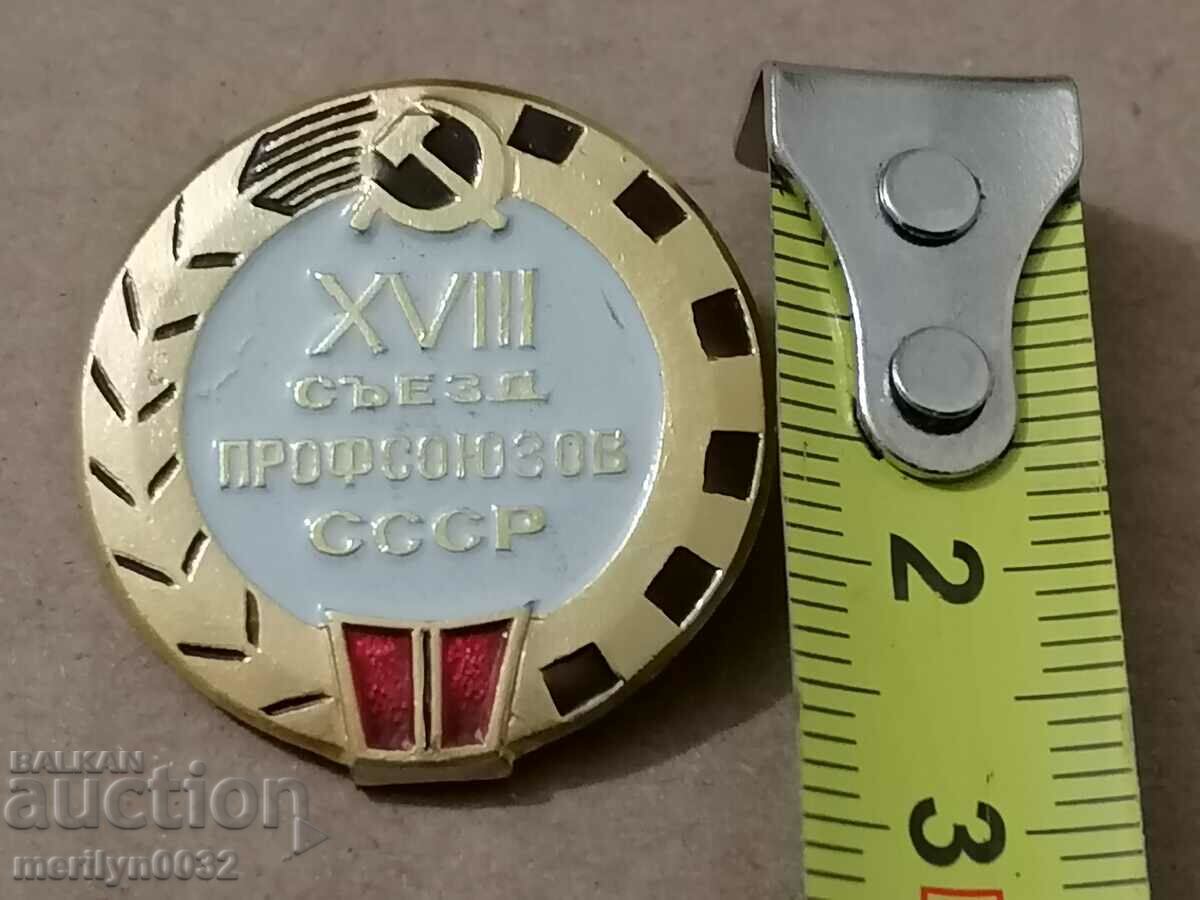 XVIII
СЪЕЗД
ПРОФСОЮЗОВ
СССР
2
3
BALKAN
auction
merilyn0032